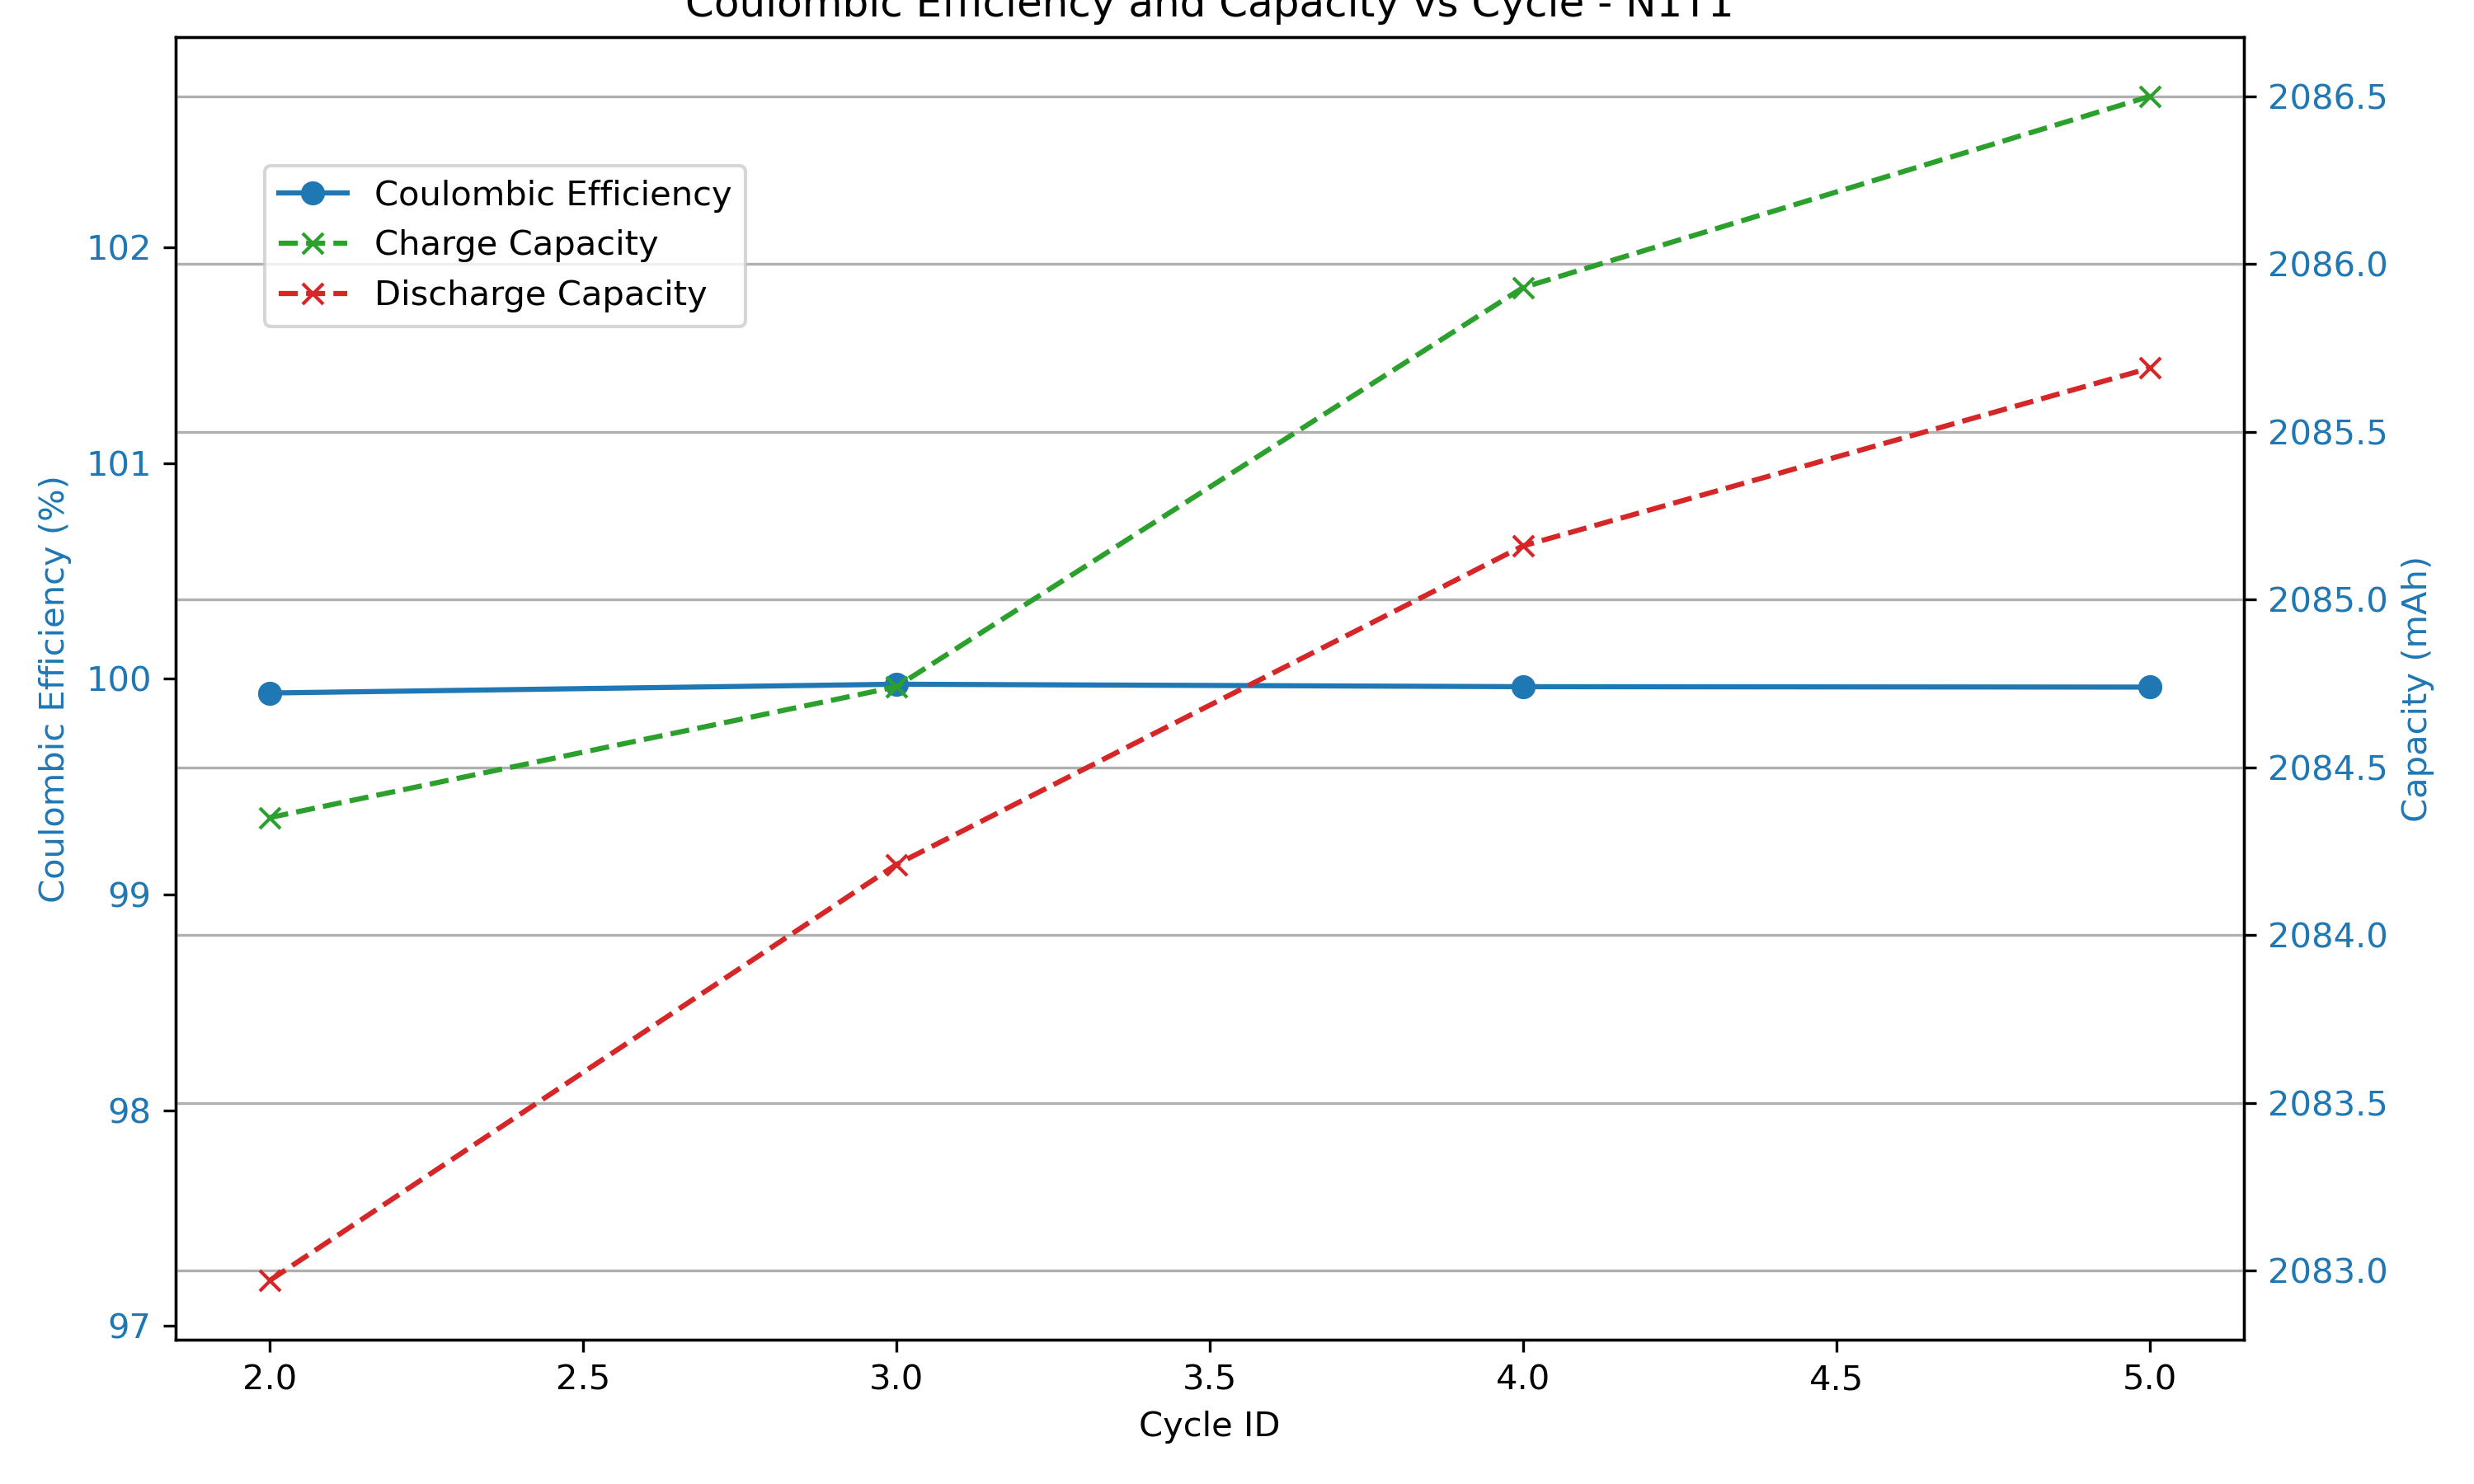 Coulombic Efficiency and Capacity vs Cycle - N1T1
Coulombic Efficiency
Charge Capacity
Discharge Capacity
Coulombic Efficiency (%)
102
101
100
99
98
97
2086.5
2086.0
2085.5
2085.0
2084.5
2084.0
2083.5
2083.0
Capacity (mAh)
2.0 2.5 3.0 3.5 4.0 4.5 5.0
Cycle ID